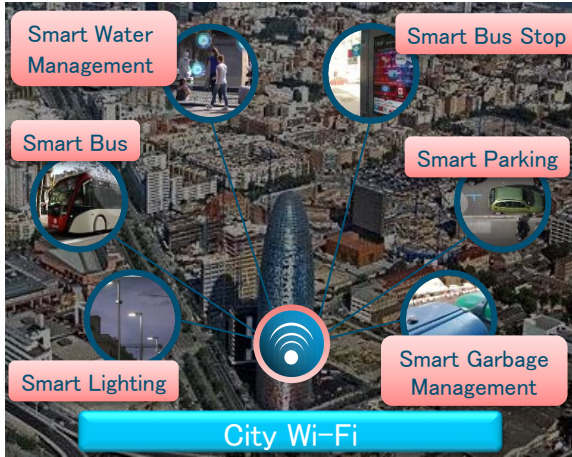 Smart Water
Management
Smart Bus Stop
Smart Bus
Smart Parking
Smart Lighting
Smart Garbage
Management
City Wi-Fi